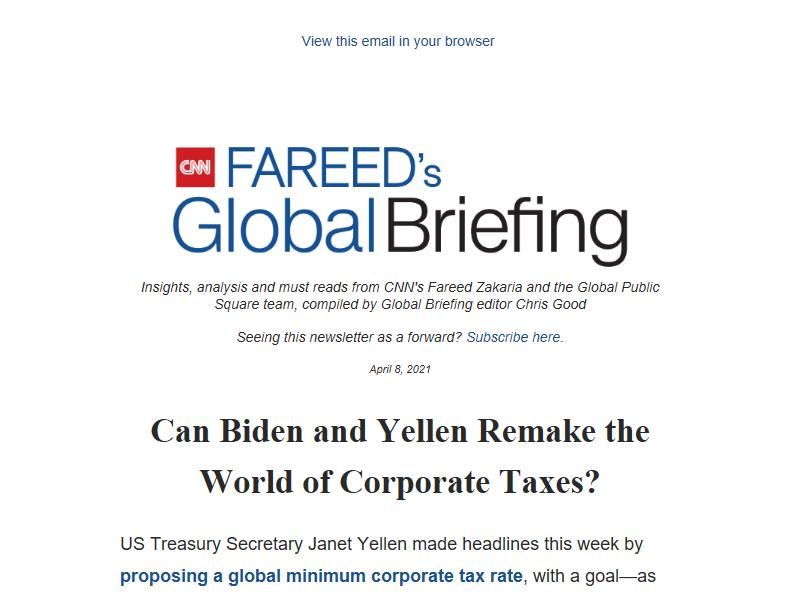 View this email in your browser
CNN FAREED's
Global Briefing
Insights, analysis and must reads from CNN's Fareed Zakaria and the Global Public
Square team, compiled by Global Briefing editor Chris Good
Seeing this newsletter as a forward? Subscribe here.
April 8, 2021
Can Biden and Yellen Remake the
World of Corporate Taxes?
US Treasury Secretary Janet Yellen made headlines this week by
proposing a global minimum corporate tax rate, with a goal—as